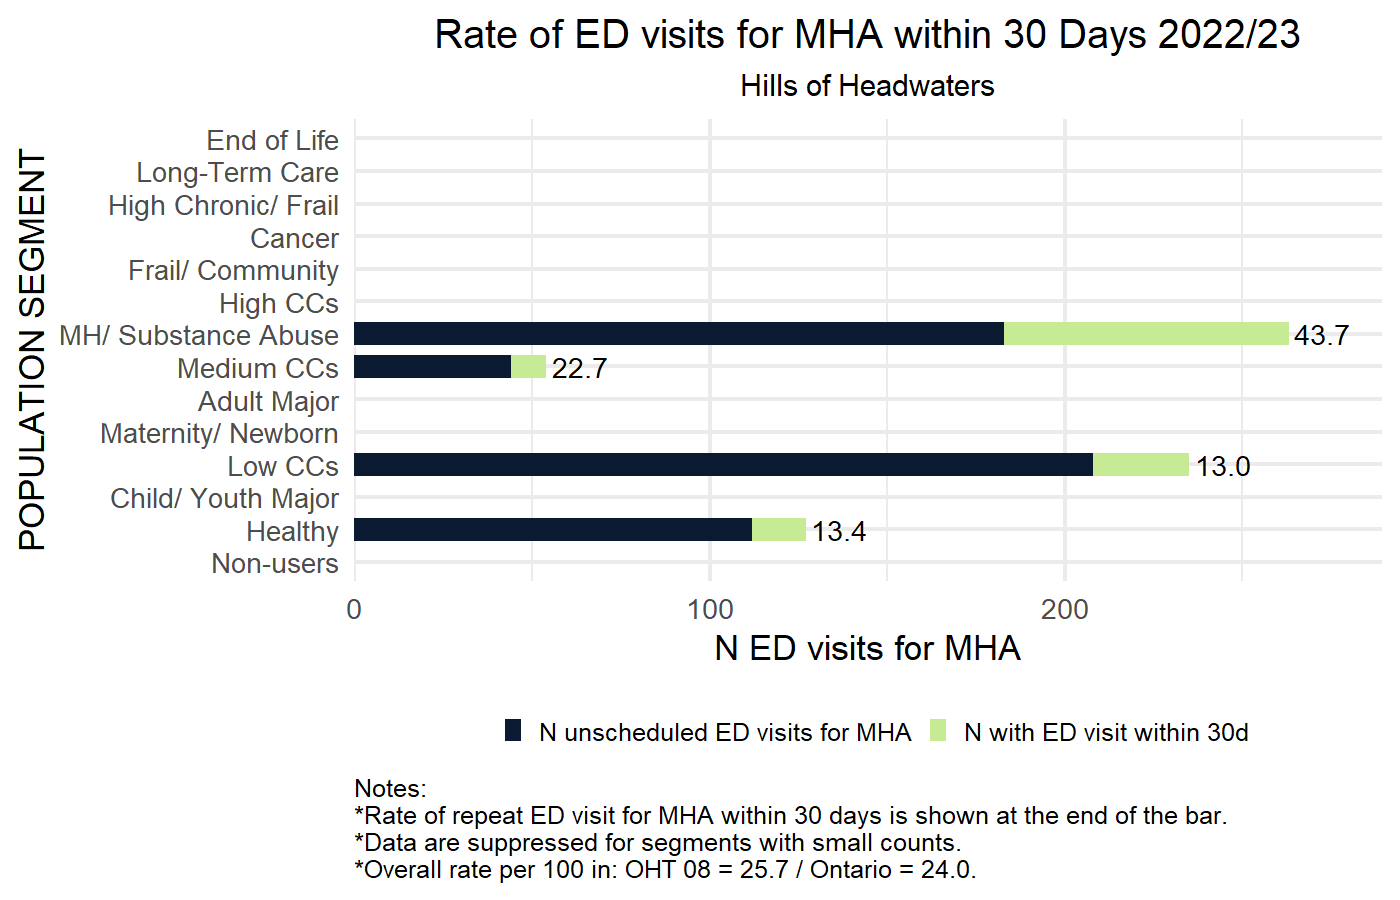 Rate of ED visits for MHA within 30 Days 2022/23
Hills of Headwaters
POPULATION SEGMENT
End of Life
Long-Term Care
High Chronic/ Frail
Cancer
Frail/ Community
High CCs
MH/ Substance Abuse 43.7
Medium CCs 22.7
Adult Major
Maternity/ Newborn
Low CCs 13.0
Child/ Youth Major
Healthy 13.4
Non-users
0 100 200
N ED visits for MHA
N unscheduled ED visits for MHA N with ED visit within 30d
Notes:
*Rate of repeat ED visit for MHA within 30 days is shown at the end of the bar.
*Data are suppressed for segments with small counts.
*Overall rate per 100 in: OHT 08 = 25.7 / Ontario = 24.0.